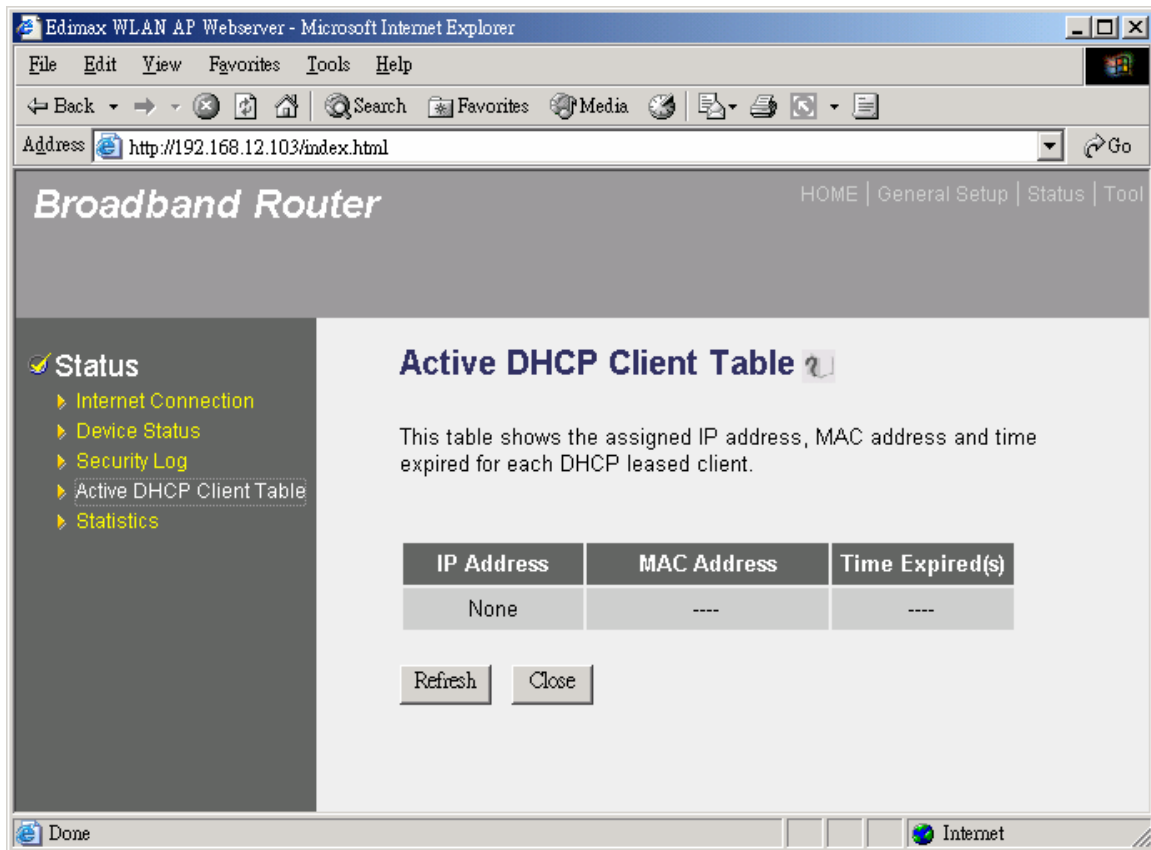 Edimax WLAN AP Webserver - Microsoft Internet Explorer
File Edit View Favorites Tools Help
Back Search Favorites Media
Address http://192.168.12.103/index.html Go
Broadband Router
HOME | General Setup | Status | Tool
Status
Internet Connection
Device Status
Security Log
Active DHCP Client Table
Statistics
Active DHCP Client Table
This table shows the assigned IP address, MAC address and time
expired for each DHCP leased client.
IP Address MAC Address Time Expired(s)
None ---- ----
Refresh Close
Done Internet